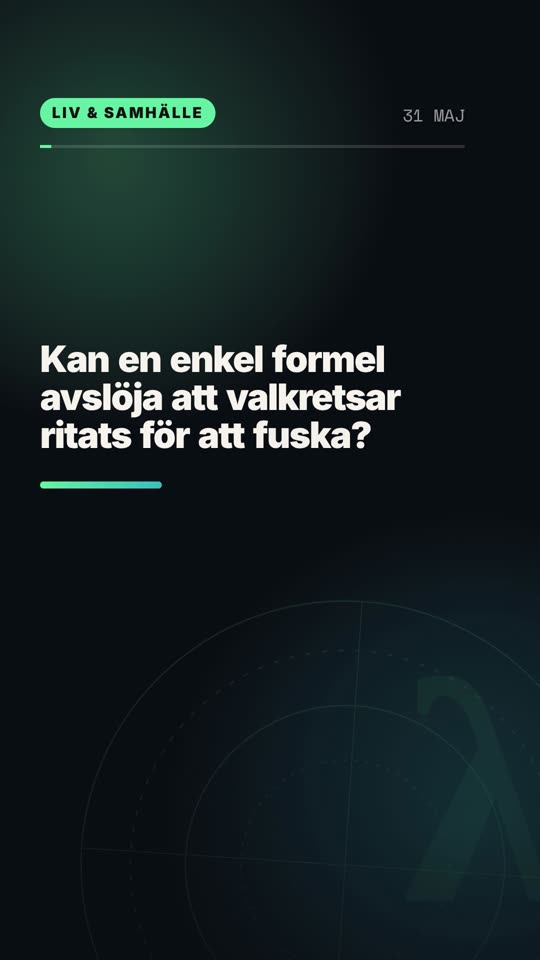 LIV & SAMHÄLLE
31 MAJ
Kan en enkel formel
avslöja att valkretsar
ritats för att fuska?
λ